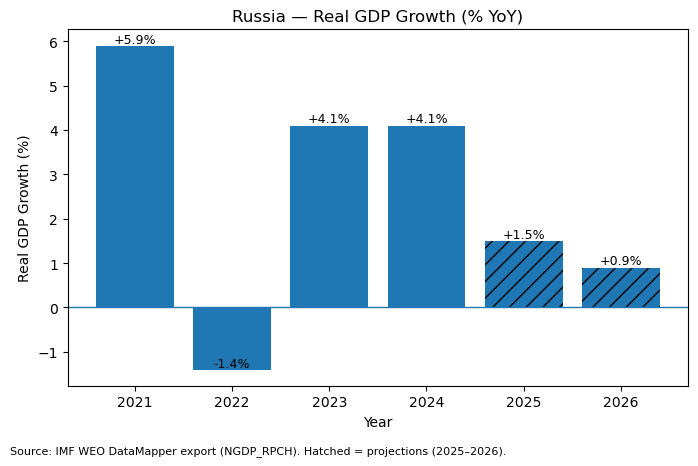 Russia — Real GDP Growth (% YoY)
6
5
4
3
2
1
0
−1
Real GDP Growth (%)
+5.9%
-1.4%
+4.1%
+4.1%
+1.5%
+0.9%
2021 2022 2023 2024 2025 2026
Year
Source: IMF WEO DataMapper export (NGDP_RPCH). Hatched = projections (2025–2026).